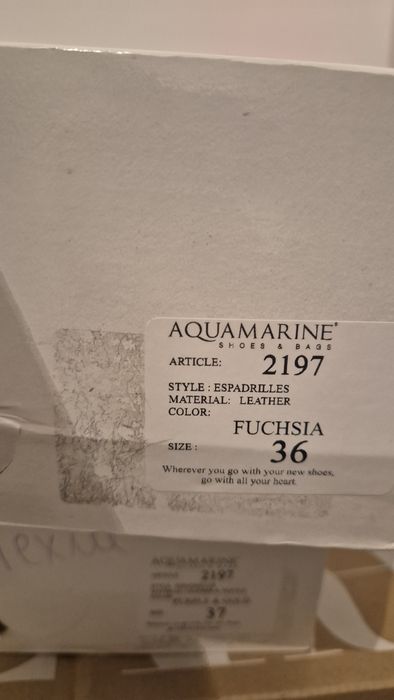 AQUAMARINE®
SHOES & BAGS
ARTICLE: 2197
STYLE : ESPADRILLES
MATERIAL: LEATHER
COLOR:
FUCHSIA
SIZE : 36
Wherever you go with your new shoes,
go with all your heart.
AQUAMARINE
2197
37